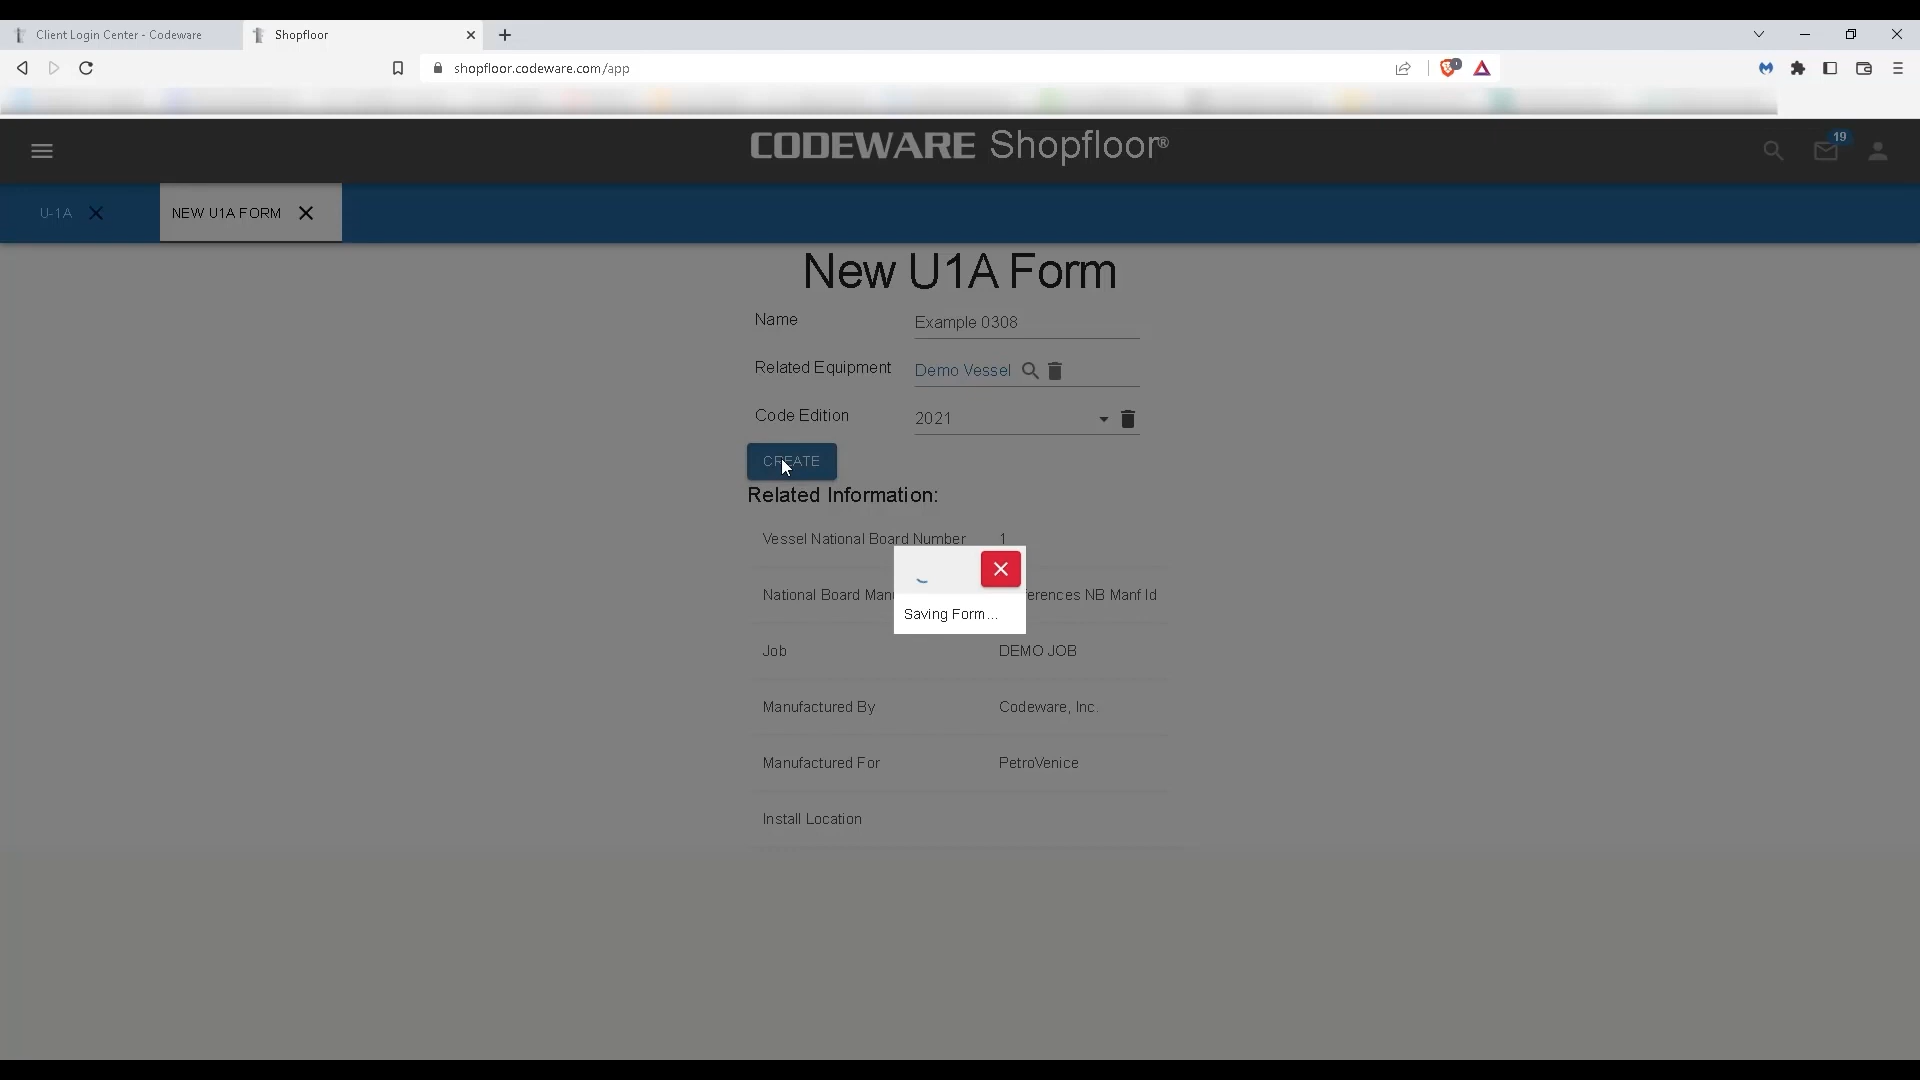 Client Login Center - Codeware
Shopfloor
shopfloor.codeware.com/app
CODEWARE Shopfloor®
19
U-1A
NEW U1A FORM
New U1A Form
Name
Example 0308
Related Equipment
Demo Vessel
Code Edition
2021
CREATE
Related Information:
Vessel National Board Number 1
National Board Man erences NB Manf Id
Saving Form...
Job DEMO JOB
Manufactured By Codeware, Inc.
Manufactured For PetroVenice
Install Location